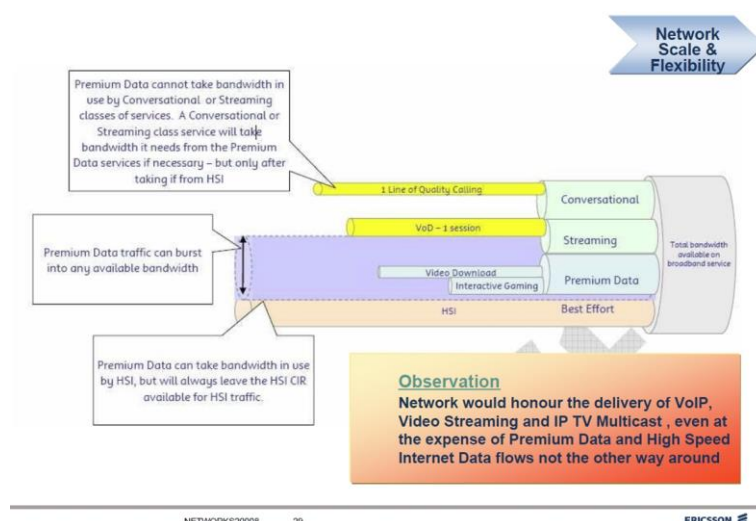 Network
Scale &
Flexibility
Premium Data cannot take bandwidth in
use by Conversational or Streaming
classes of services. A Conversational or
Streaming class service will take
bandwidth it needs from the Premium
Data services if necessary – but only after
taking if from HSI
1 Line of Quality Calling
Conversational
VoD – 1 session
Streaming
Total bandwidth
available on
broadband service
Premium Data traffic can burst
into any available bandwidth
Video Download
Interactive Gaming
Premium Data
HSI
Best Effort
Premium Data can take bandwidth in use
by HSI, but will always leave the HSI CIR
available for HSI traffic.
Observation
Network would honour the delivery of VoIP,
Video Streaming and IP TV Multicast , even at
the expense of Premium Data and High Speed
Internet Data flows not the other way around
ERICSSON